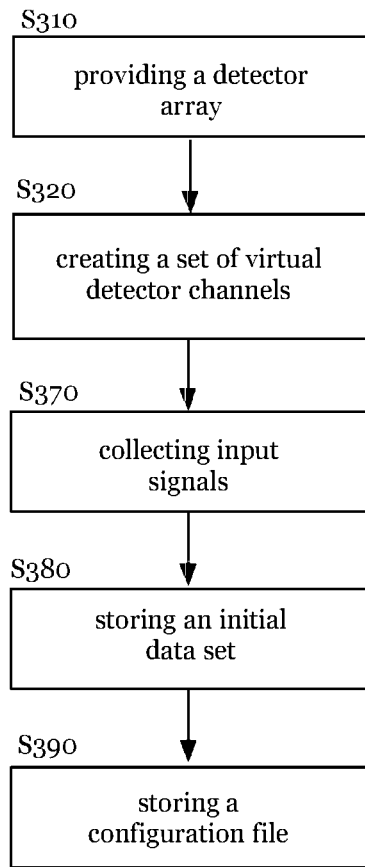 S310
providing a detector
array
S320
creating a set of virtual
detector channels
S370
collecting input
signals
S380
storing an initial
data set
S390
storing a
configuration file